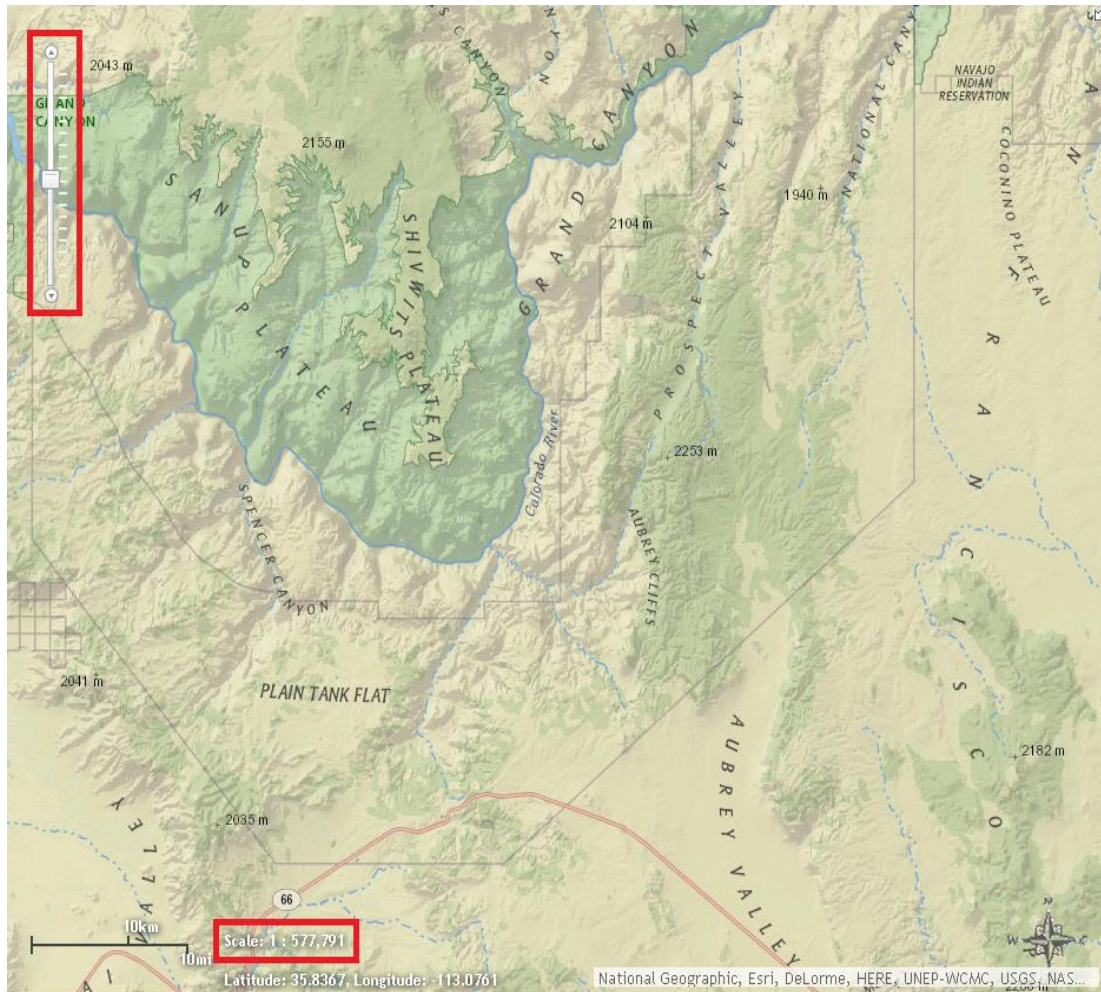 2043 m
GRAND
CANYON
2155 m
SANUP PLATEAU
SHIVWITS PLATEAU
CANYON
GRAND CANYON
Colorado River
2104 m
PROSPECT VALLEY
1940 m
NATIONAL CANY
NAVAJO
INDIAN
RESERVATION
COCONINO PLATEAU
2253 m
AUBREY CLIFFS
SPENCER CANYON
2041 m
PLAIN TANK FLAT
2035 m
VALLEY
AUBREY VALLEY
RAN
CISCO
2182 m
66
10km
10mi
Scale: 1 : 577,791
Latitude: 35.8367, Longitude: -113.0761
W
National Geographic, Esri, DeLorme, HERE, UNEP-WCMC, USGS, NAS...